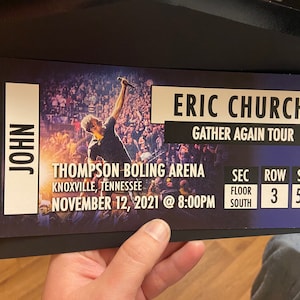 JOHN
ERIC CHURCH
GATHER AGAIN TOUR
THOMPSON BOLING ARENA
KNOXVILLE, TENNESSEE
NOVEMBER 12, 2021 @ 8:00PM
SEC
FLOOR
SOUTH
ROW
3
S